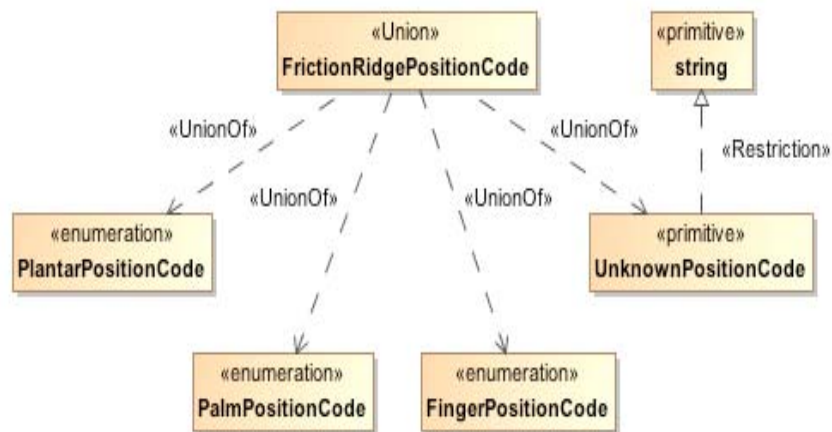 «Union»
FrictionRidgePositionCode
«primitive»
string
«UnionOf»
«UnionOf»
«Restriction»
«UnionOf»
«UnionOf»
«enumeration»
PlantarPositionCode
«primitive»
UnknownPositionCode
«enumeration»
PalmPositionCode
«enumeration»
FingerPositionCode